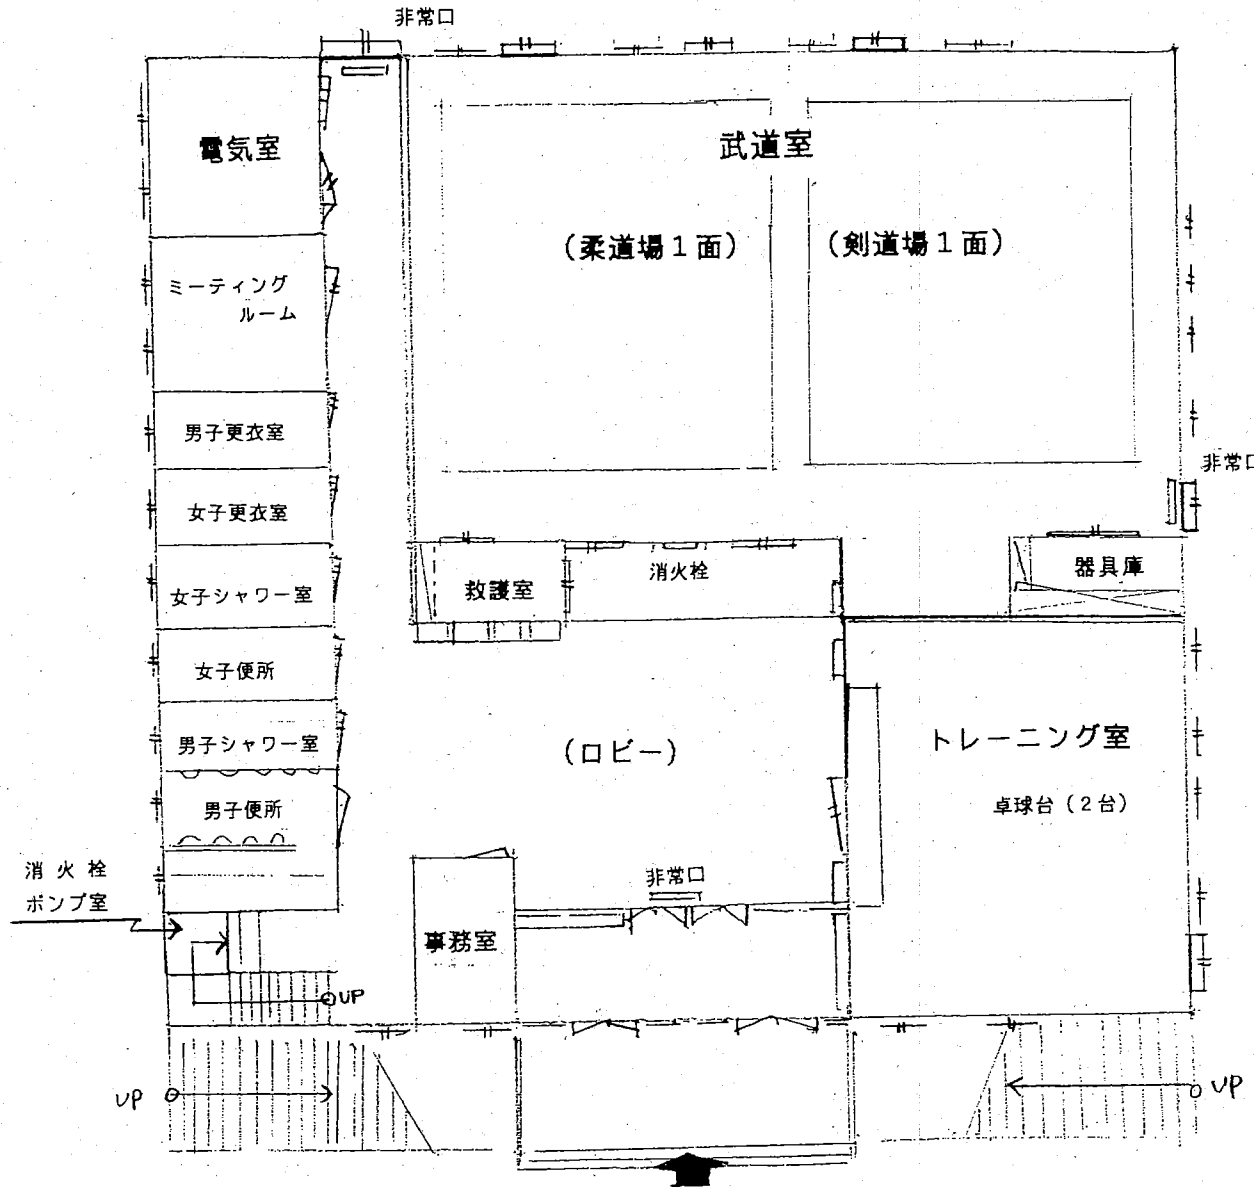 非常口
電気室
武道室
（柔道場１面）
（剣道場１面）
ミーティング
ルーム
男子更衣室
非常口
女子更衣室
救護室
消火栓
器具庫
女子シャワー室
女子便所
男子シャワー室
（ロビー）
トレーニング室
卓球台（２台）
男子便所
消火栓
ポンプ室
非常口
事務室
UP
UP
UP